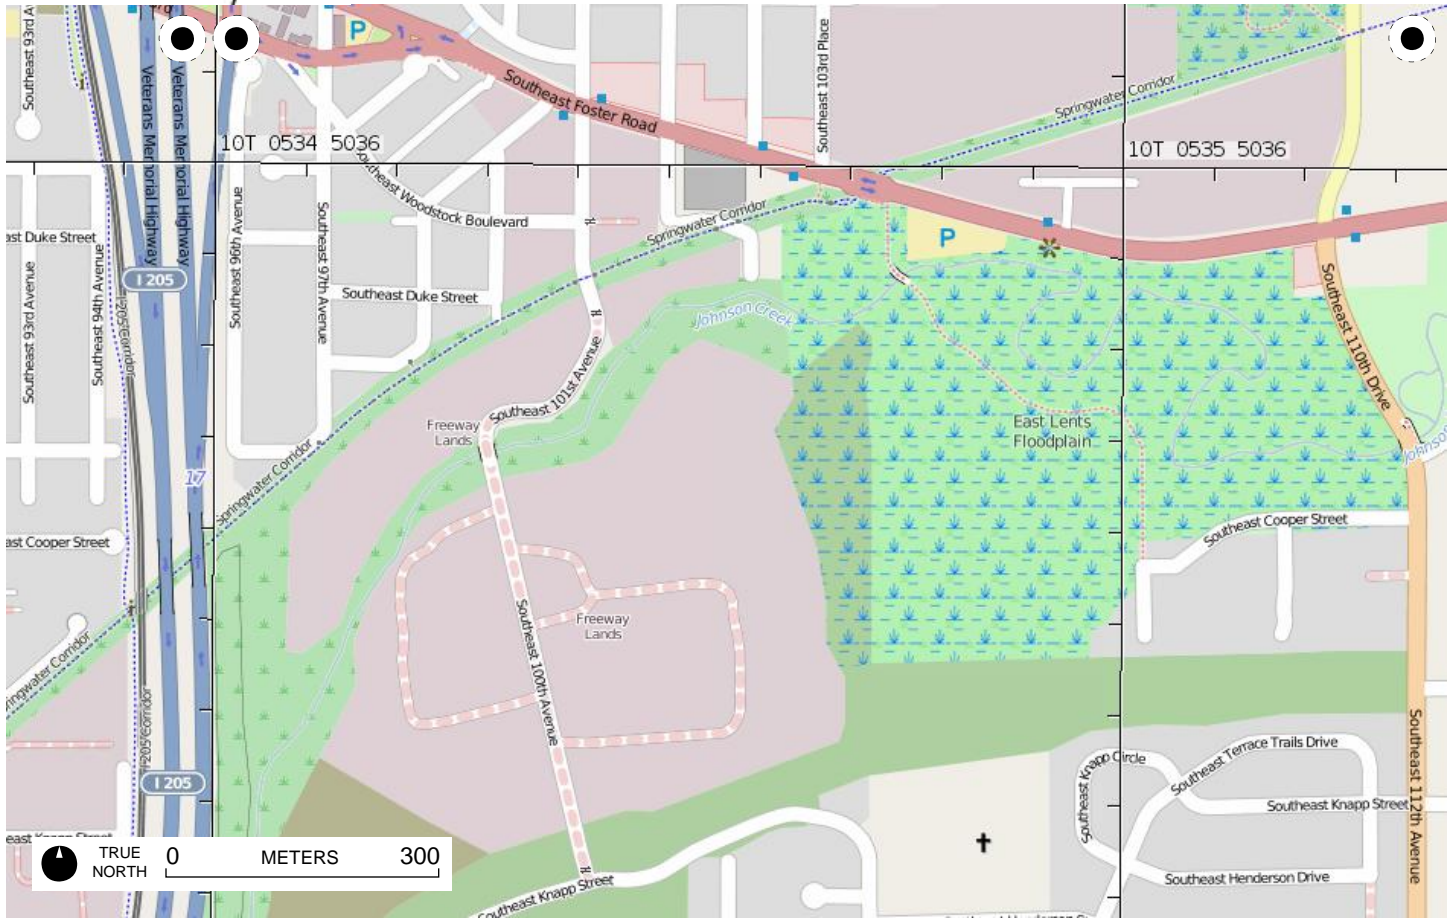 Southeast 93rd A
Veterans Memorial Highway
Veterans Memorial Highway
P
Southeast Foster Road
Southeast 103rd Place
Springwater Corridor
10T 0534 5036
10T 0535 5036
Southeast Woodstock Boulevard
Springwater Corridor
P
east Duke Street
Southeast 96th Avenue
Southeast 97th Avenue
Southeast 94th Avenue
Southeast 93rd Avenue
I 205
I 205 Corridor
Southeast Duke Street
Johnson Creek
Southeast 110th Drive
Southeast 101st Avenue
Freeway
Lands
East Lents
Floodplain
Johnson
17
Springwater Corridor
Southeast Cooper Street
east Cooper Street
Freeway
Lands
Southeast 100th Avenue
ringwater Corridor
I 205 Corridor
I 205
Southeast Knapp Circle
Southeast Terrace Trails Drive
Southeast Knapp Street
Southeast 112th Avenue
east Knapp Street
TRUE
NORTH
0 METERS 300
Southeast Knapp Street
Southeast Henderson Drive